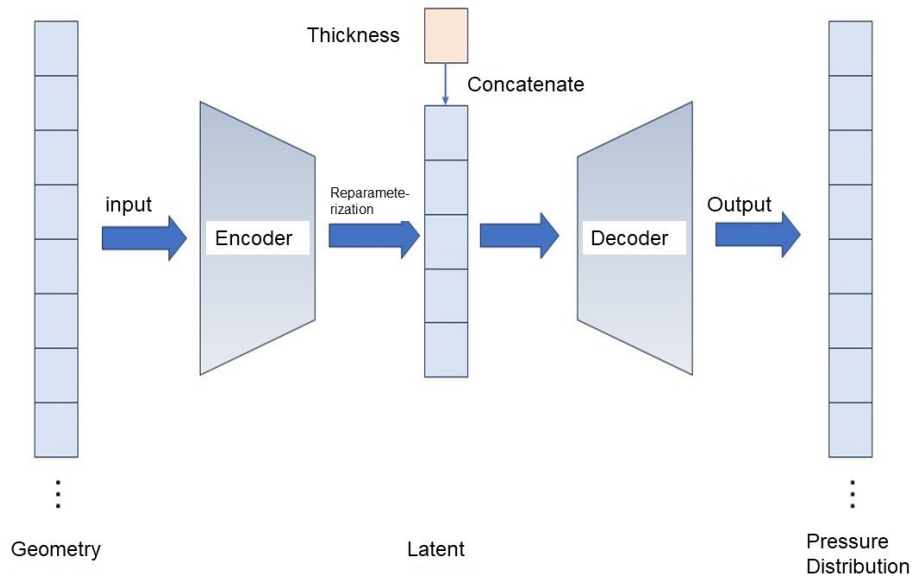 Thickness
Concatenate
input
Encoder
Reparamete-
rization
Decoder
Output
⋮
⋮
Geometry
Latent
Pressure
Distribution